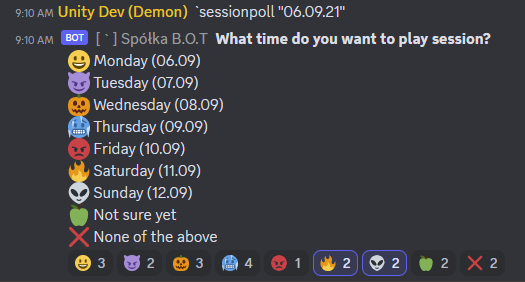 9:10 AM Unity Dev (Demo) `sessionpoll "06.09.21"
9:10 AM BOT [ ` ] Spółka B.O.T What time do you want to play session?
😀 Monday (06.09)
😈 Tuesday (07.09)
🎃 Wednesday (08.09)
🥶 Thursday (09.09)
😡 Friday (10.09)
🔥 Saturday (11.09)
👽 Sunday (12.09)
🍏 Not sure yet
❌ None of the above
😀 3 😈 2 🎃 3 🥶 4 😡 1 🔥 2 👽 2 🍏 2 ❌ 2